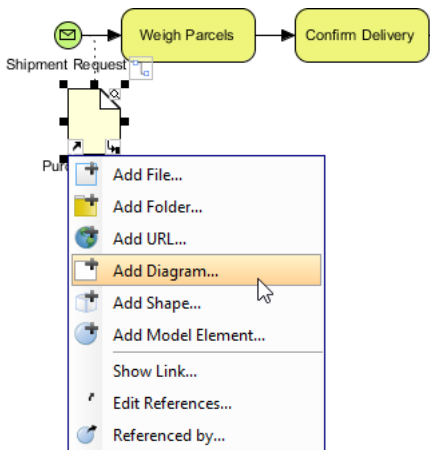 Weigh Parcels
Confirm Delivery
Shipment Request
Add File...
Add Folder...
Add URL...
Add Diagram...
Add Shape...
Add Model Element...
Show Link...
Edit References...
Referenced by...